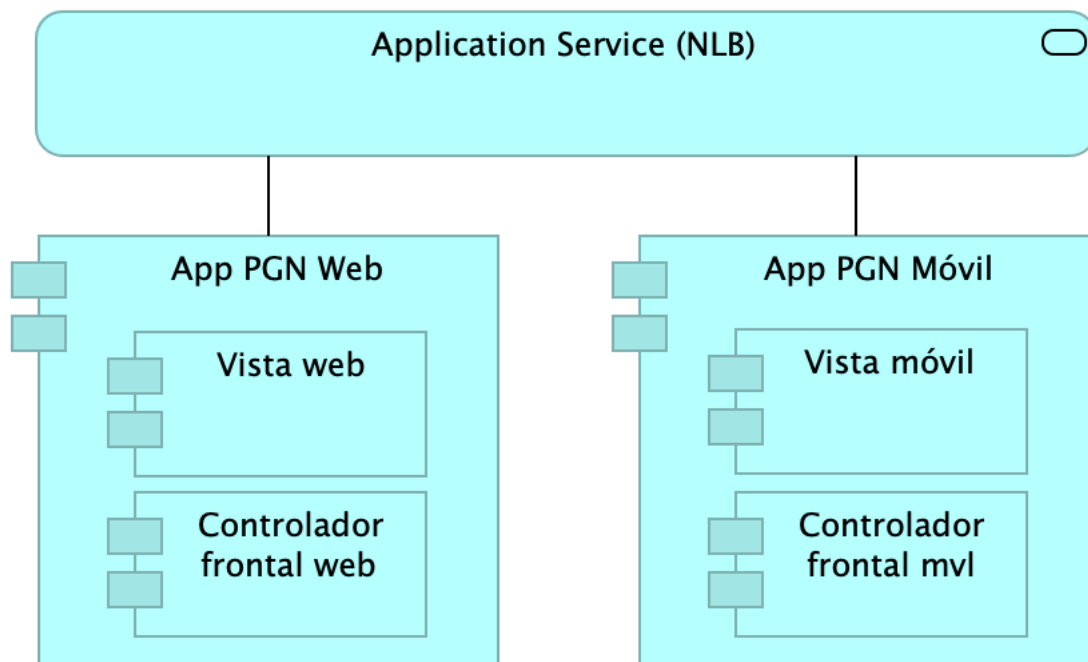 Application Service (NLB)
App PGN Web
App PGN Móvil
Vista web
Vista móvil
Controlador
frontal web
Controlador
frontal mvl